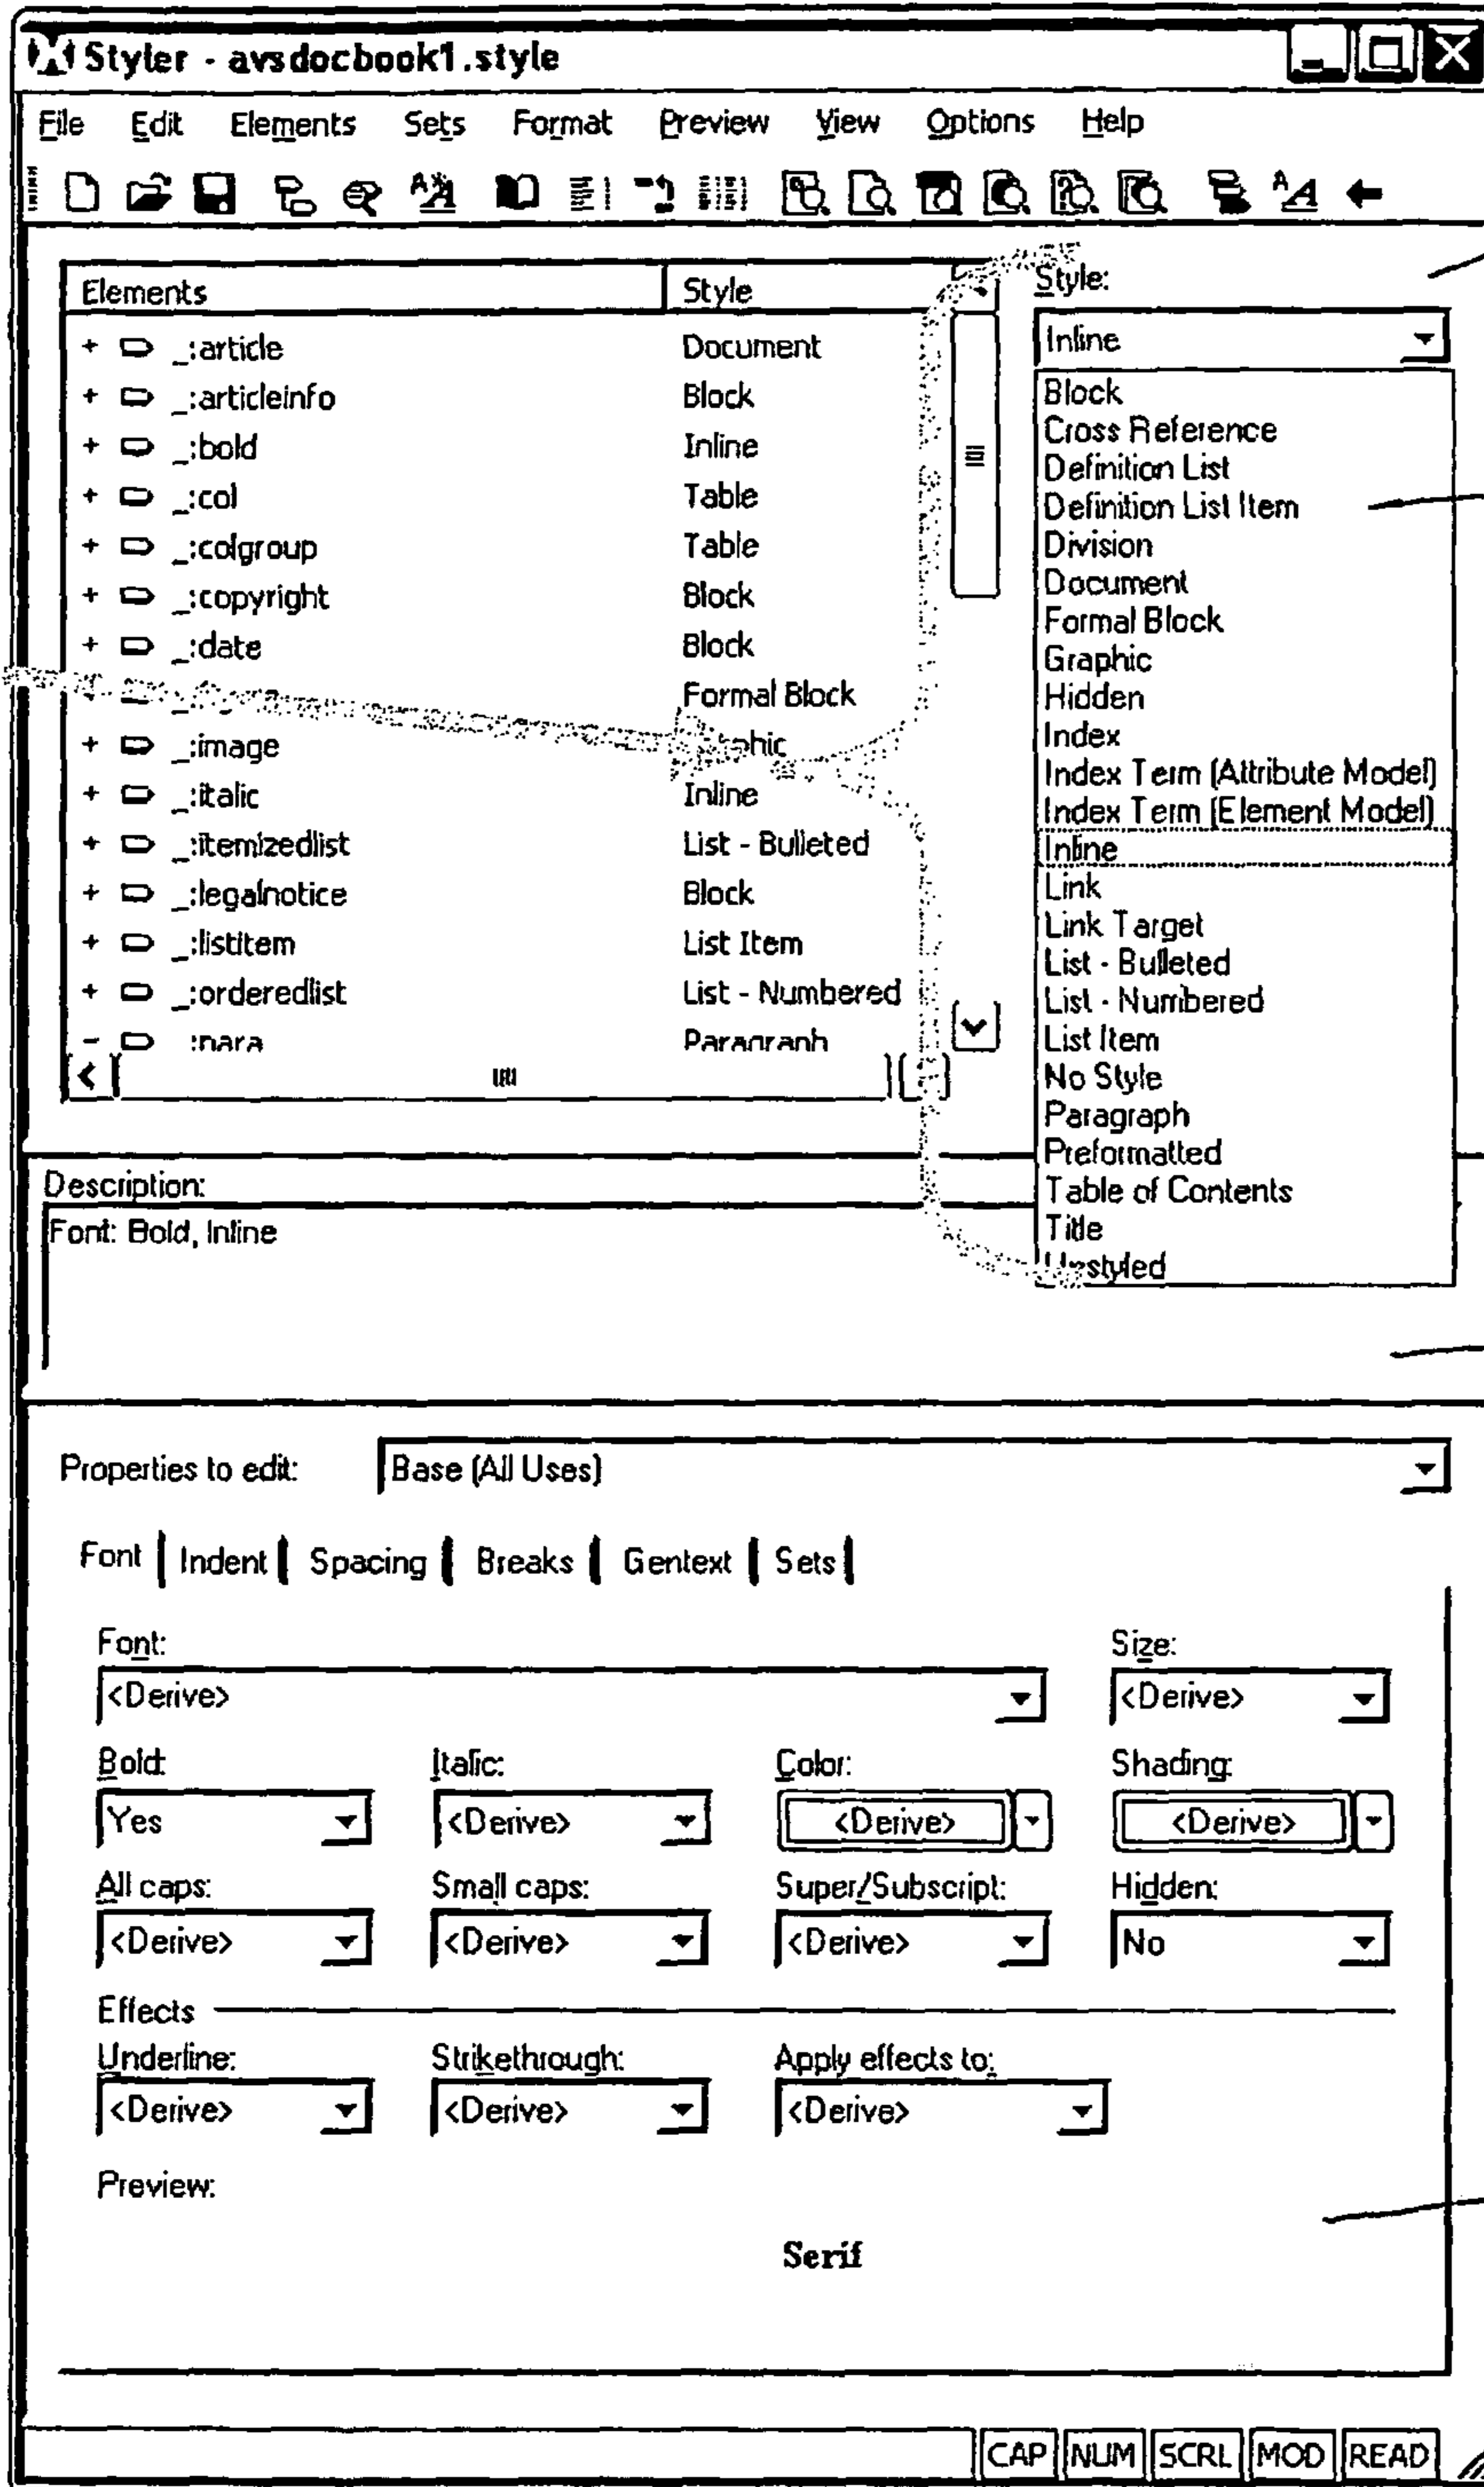 Styler - avsdocbook1.style
File Edit Elements Sets Format Preview View Options Help
Elements Style
_:article Document
_:articleinfo Block
_:bold Inline
_:col Table
_:colgroup Table
_:copyright Block
_:date Block
Formal Block
_:image
_:italic Inline
_:itemizedlist List - Bulleted
_:legalnotice Block
_:listitem List Item
_:orderedlist List - Numbered
_:para Paragraph
Style:
Inline
Block
Cross Reference
Definition List
Definition List Item
Division
Document
Formal Block
Graphic
Hidden
Index
Index Term (Attribute Model)
Index Term (Element Model)
Inline
Link
Link Target
List - Bulleted
List - Numbered
List Item
No Style
Paragraph
Preformatted
Table of Contents
Title
Unstyled
Description:
Font: Bold, Inline
Properties to edit: Base (All Uses)
Font Indent Spacing Breaks Gentext Sets
Font: Size:
<Derive> <Derive>
Bold: Italic: Color: Shading:
Yes <Derive> <Derive> <Derive>
All caps: Small caps: Super/Subscript: Hidden:
<Derive> <Derive> <Derive> No
Effects
Underline: Strikethrough: Apply effects to:
<Derive> <Derive> <Derive>
Preview:
Serif
CAP NUM SCRL MOD READ